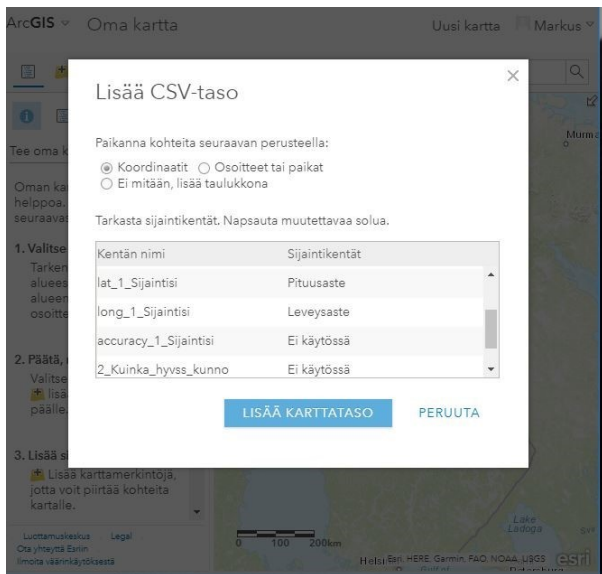 ArcGIS Oma kartta Uusi kartta Markus
Lisää CSV-taso
Paikanna kohteita seuraavan perusteella:
Koordinaatit Osoitteet tai paikat
Ei mitään, lisää taulukkona
Tarkasta sijaintikentät. Napsauta muutettavaa solua.
Kentän nimi Sijaintikentät
lat_1_Sijaintisi Pituusaste
long_1_Sijaintisi Leveysaste
accuracy_1_Sijaintisi Ei käytössä
2_Kuinka_hyvss_kunno Ei käytössä
LISÄÄ KARTTATASO PERUUTA
Tee oma k
Oman ka
helppoa.
seuraavas
1. Valitse
Tarken
aluees
alueen
osoitte
2. Päätä,
Valitse
lisä
päälle.
3. Lisää si
Lisää karttamerkintöjä,
jotta voit piirtää kohteita
kartalle.
Luottamuskeskus Legal
Ota yhteyttä Esriin
Ilmoita väärinkäytöksestä
Murma
Lake
Ladoga
0 100 200km
Helsi
Esri, HERE, Garmin, FAO, NOAA, USGS
esri